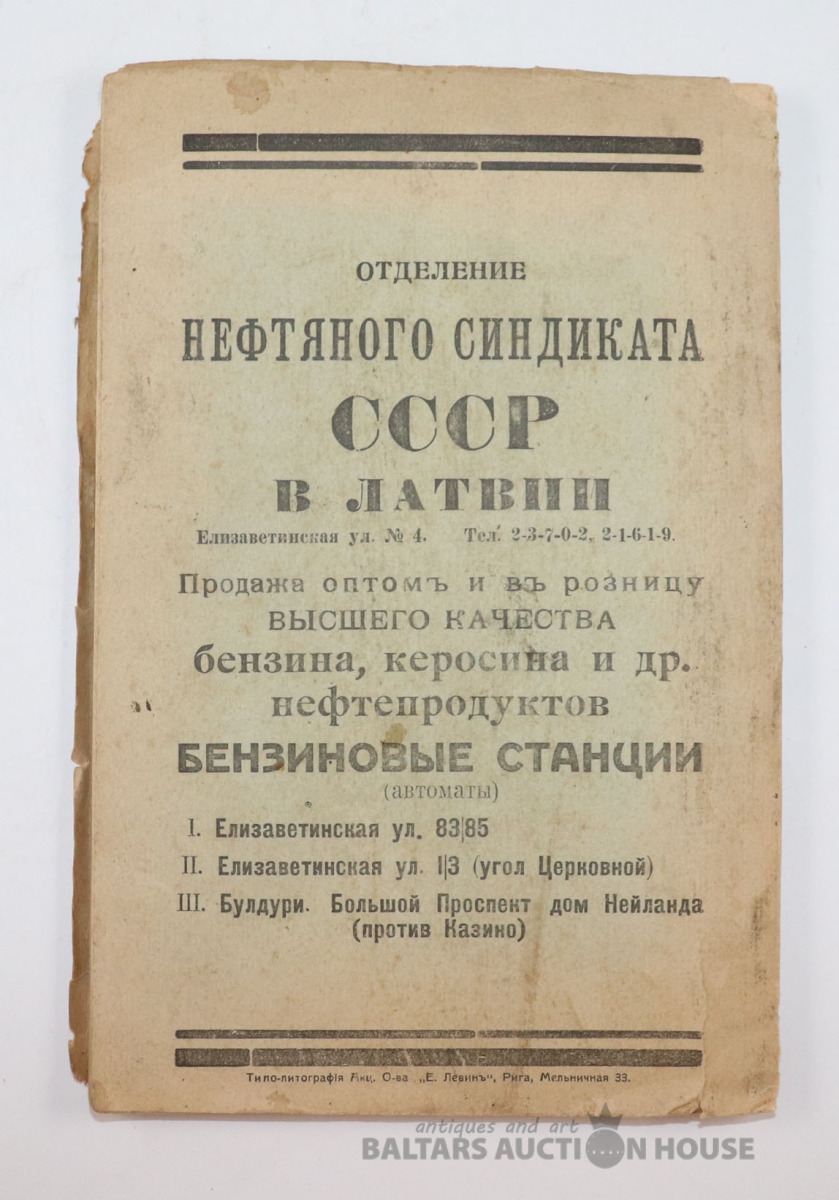 ОТДЕЛЕНИЕ
НЕФТЯНОГО СИНДИКАТА
СССР
В ЛАТВИИ
Елизаветинская ул. № 4. Тел. 2-3-7-0-2, 2-1-6-1-9.
Продажа оптомъ и въ розницу
ВЫСШЕГО КАЧЕСТВА
бензина, керосина и др.
нефтепродуктов
БЕНЗИНОВЫЕ СТАНЦИИ
(автоматы)
I. Елизаветинская ул. 83|85
II. Елизаветинская ул. 1|3 (угол Церковной)
III. Булдури. Большой Проспект дом Нейланда
(против Казино)
Типо-литографія Акц. О-ва „Е. Левинъ", Рига, Мельничная 33.
antiques and art
BALTARS AUCTION HOUSE